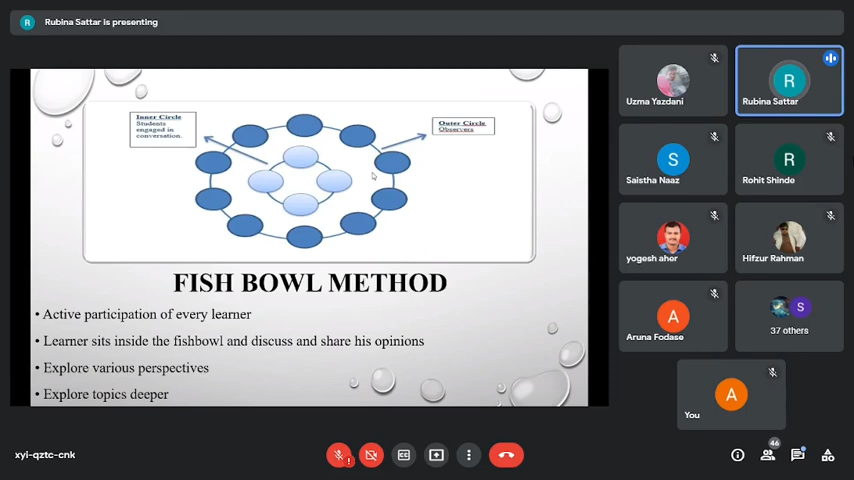 R
Rubina Sattar is presenting
Inner Circle
Students
engaged in
conversation.
Outer Circle
Observers
FISH BOWL METHOD
• Active participation of every learner
• Learner sits inside the fishbowl and discuss and share his opinions
• Explore various perspectives
• Explore topics deeper
Uzma Yazdani
R
Rubina Sattar
S
Saistha Naaz
R
Rohit Shinde
yogesh aher
Hifzur Rahman
A
Aruna Fodase
S
37 others
A
You
xyi-qztc-cnk
46